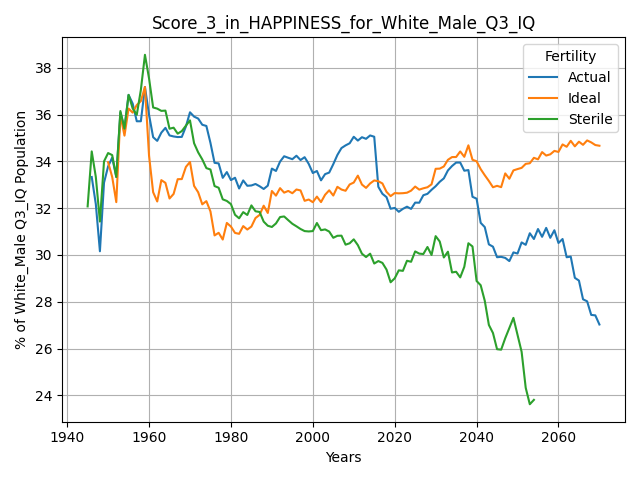 Score_3_in_HAPPINESS_for_White_Male_Q3_IQ
Fertility
Actual
Ideal
Sterile
% of White_Male Q3_IQ Population
38
36
34
32
30
28
26
24
1940 1960 1980 2000 2020 2040 2060
Years